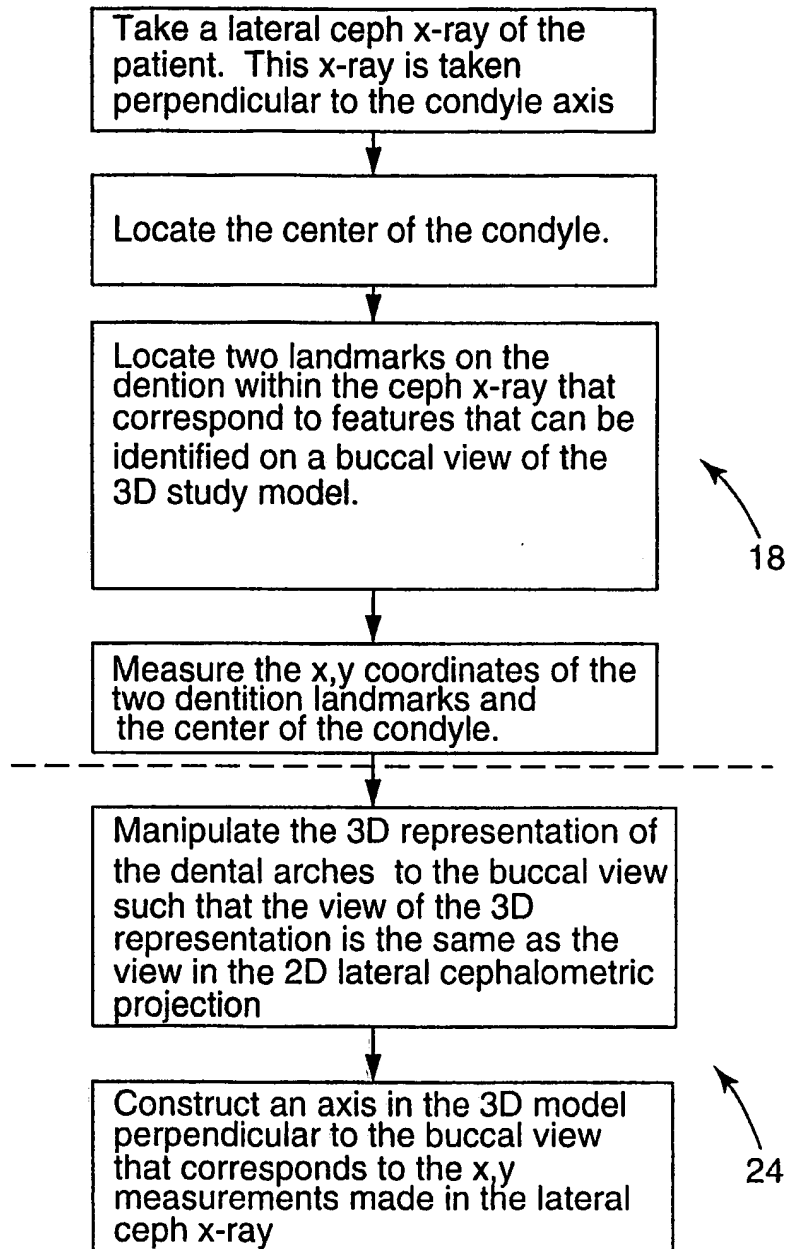 Take a lateral ceph x-ray of the
patient. This x-ray is taken
perpendicular to the condyle axis
Locate the center of the condyle.
Locate two landmarks on the
dention within the ceph x-ray that
correspond to features that can be
identified on a buccal view of the
3D study model.
18
Measure the x,y coordinates of the
two dentition landmarks and
the center of the condyle.
Manipulate the 3D representation of
the dental arches to the buccal view
such that the view of the 3D
representation is the same as the
view in the 2D lateral cephalometric
projection
24
Construct an axis in the 3D model
perpendicular to the buccal view
that corresponds to the x,y
measurements made in the lateral
ceph x-ray